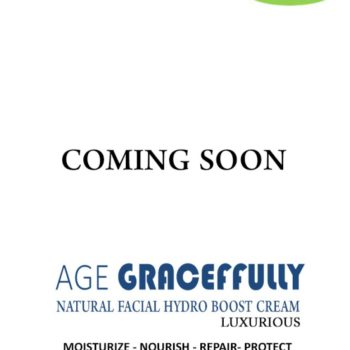 COMING SOON
AGE GRACEFFULLY
NATURAL FACIAL HYDRO BOOST CREAM
LUXURIOUS
MOISTURIZE - NOURISH - REPAIR- PROTECT